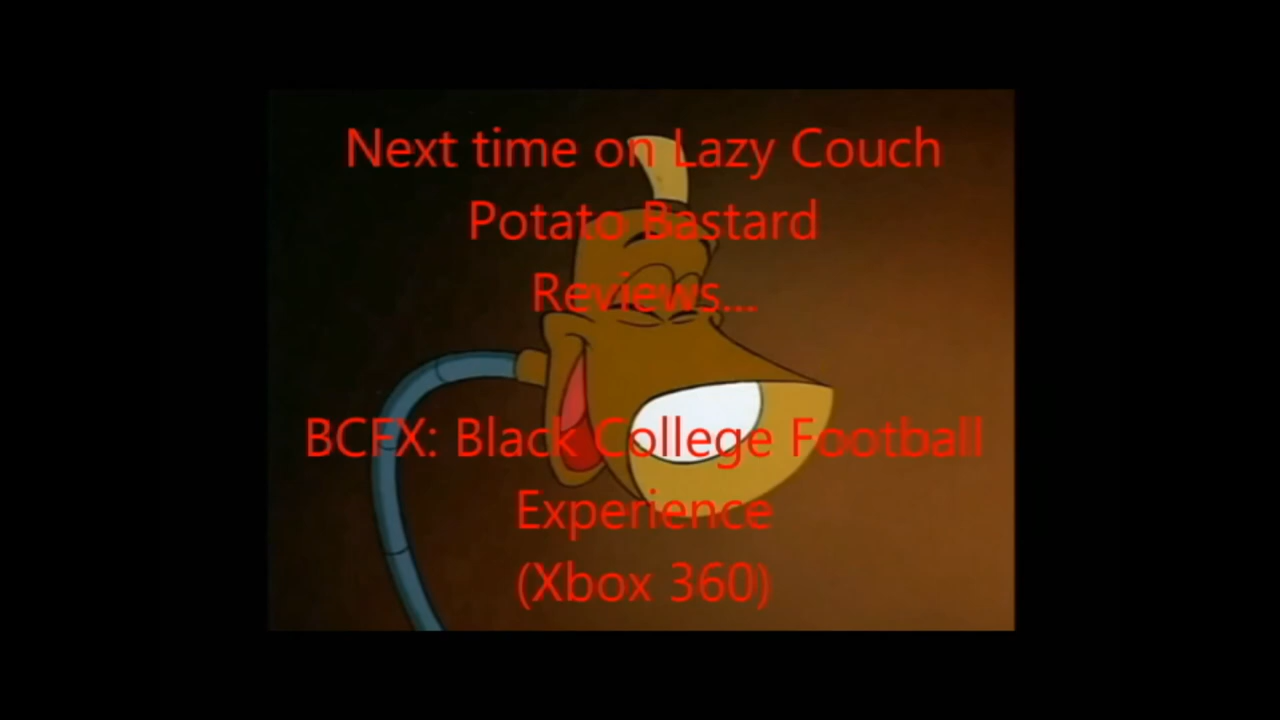 Next time on Lazy Couch
Potato Bastard
Reviews...
BCFX: Black College Football
Experience
(Xbox 360)